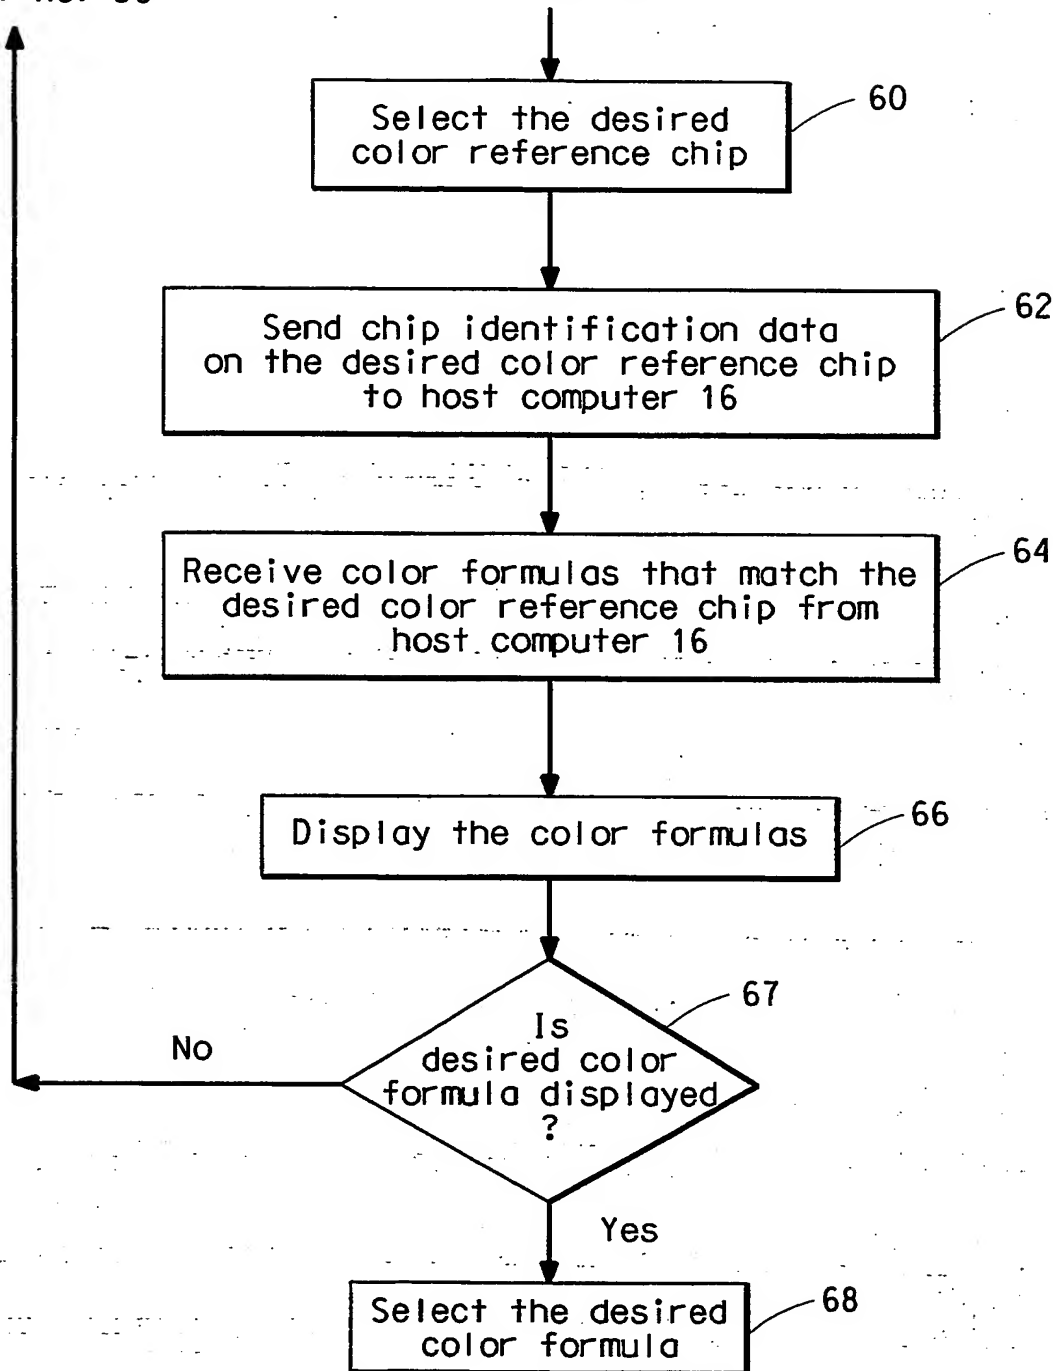 Select the desired
color reference chip
60
Send chip identification data
on the desired color reference chip
to host computer 16
62
Receive color formulas that match the
desired color reference chip from
host computer 16
64
Display the color formulas
66
Is
desired color
formula displayed
?
67
No
Yes
Select the desired
color formula
68